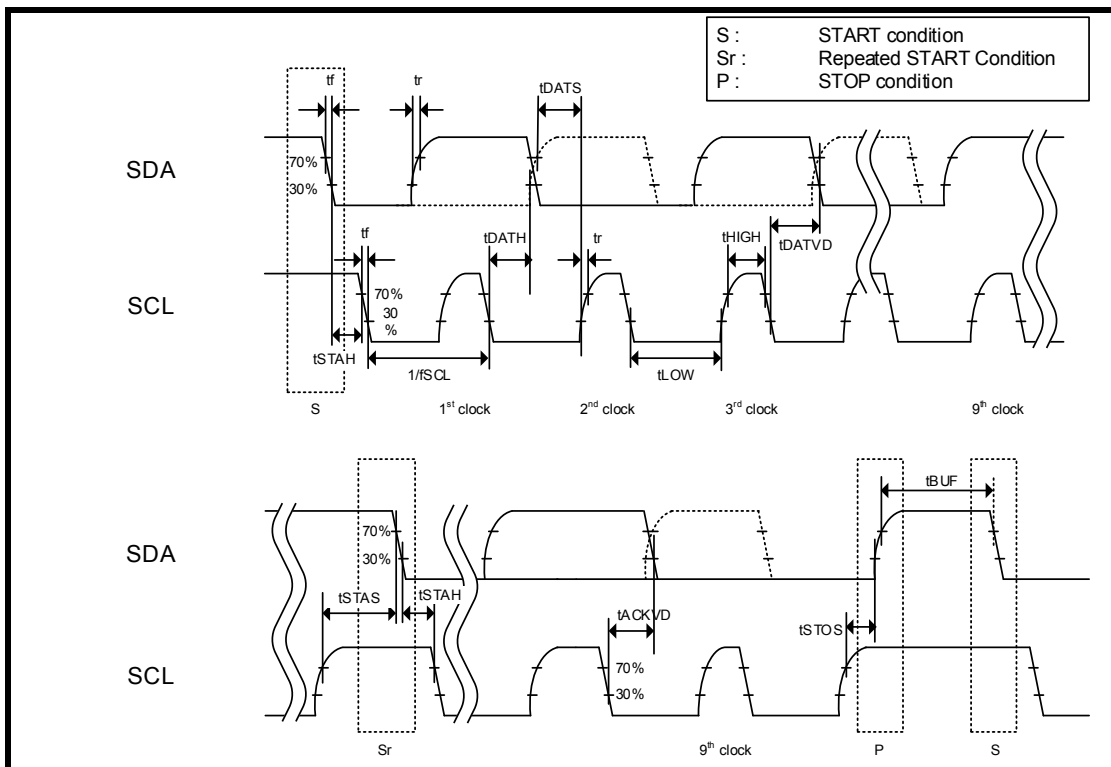 S : START condition
Sr : Repeated START Condition
P : STOP condition
tf tr tDATS
SDA
70%
30%
tf tDATH tr tHIGH tDATVD
SCL
70%
30
%
tSTAH
1/fSCL tLOW
S 1st clock 2nd clock 3rd clock 9th clock
tBUF
SDA
70%
30%
tSTAS tSTAH tACKVD tSTOS
SCL
70%
30%
Sr 9th clock P S